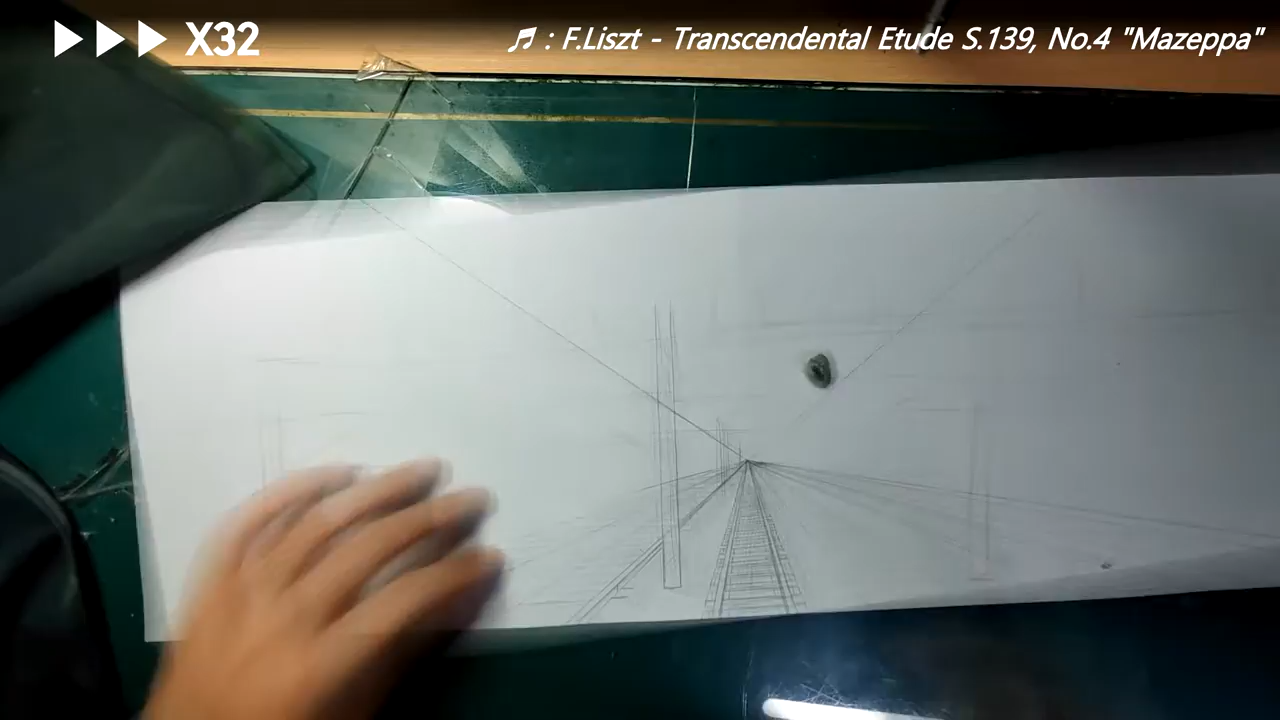 ▶▶▶ X32
♬ : F.Liszt - Transcendental Etude S.139, No.4 "Mazeppa"